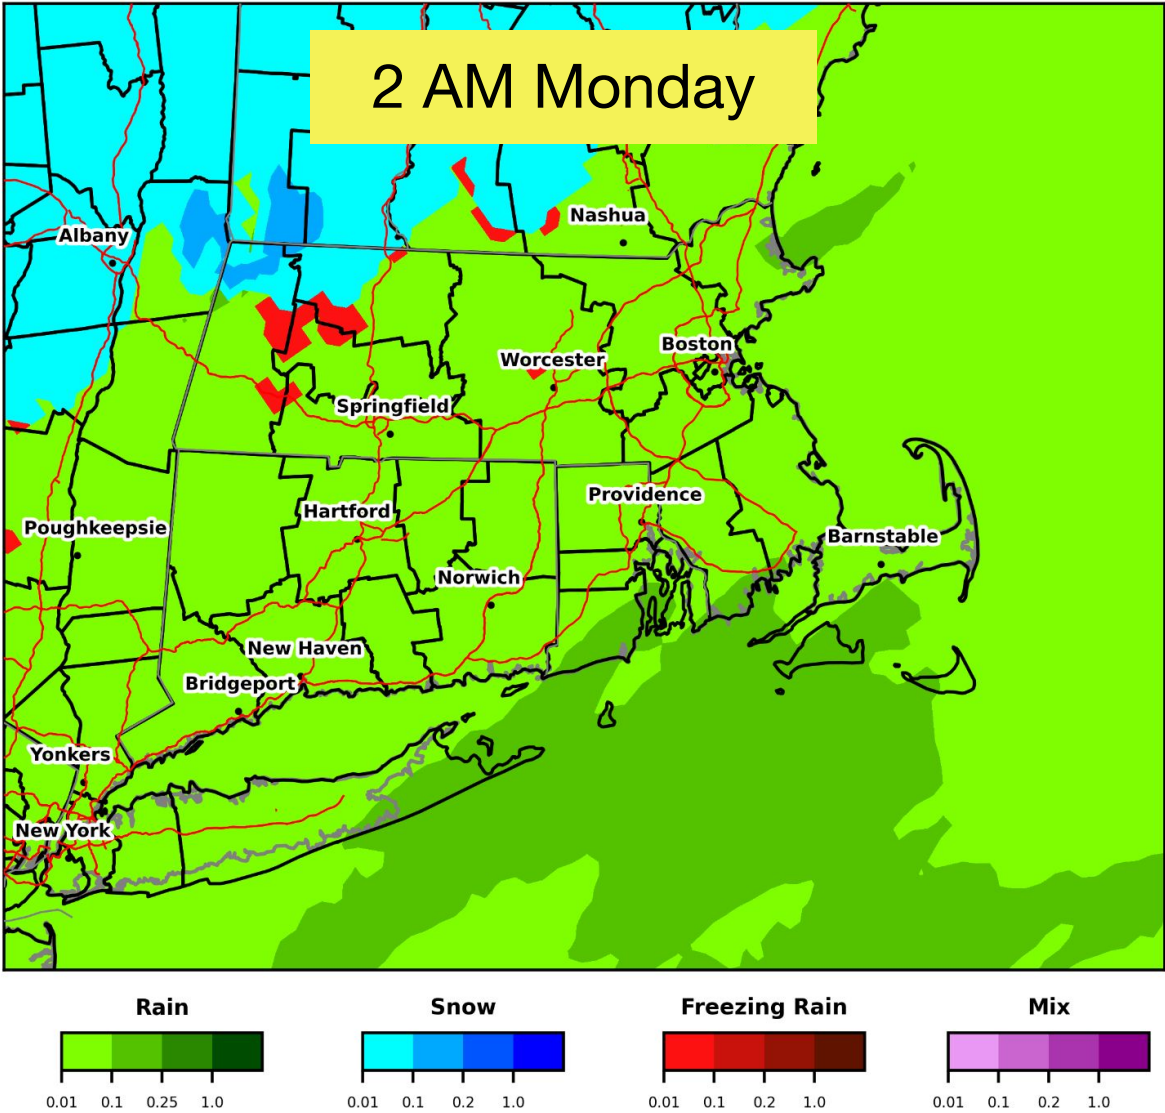 2 AM Monday
Albany
Nashua
Boston
Worcester
Springfield
Providence
Hartford
Poughkeepsie
Barnstable
Norwich
New Haven
Bridgeport
Yonkers
New York
Rain
Snow
Freezing Rain
Mix
0.01 0.1 0.25 1.0
0.01 0.1 0.2 1.0
0.01 0.1 0.2 1.0
0.01 0.1 0.2 1.0